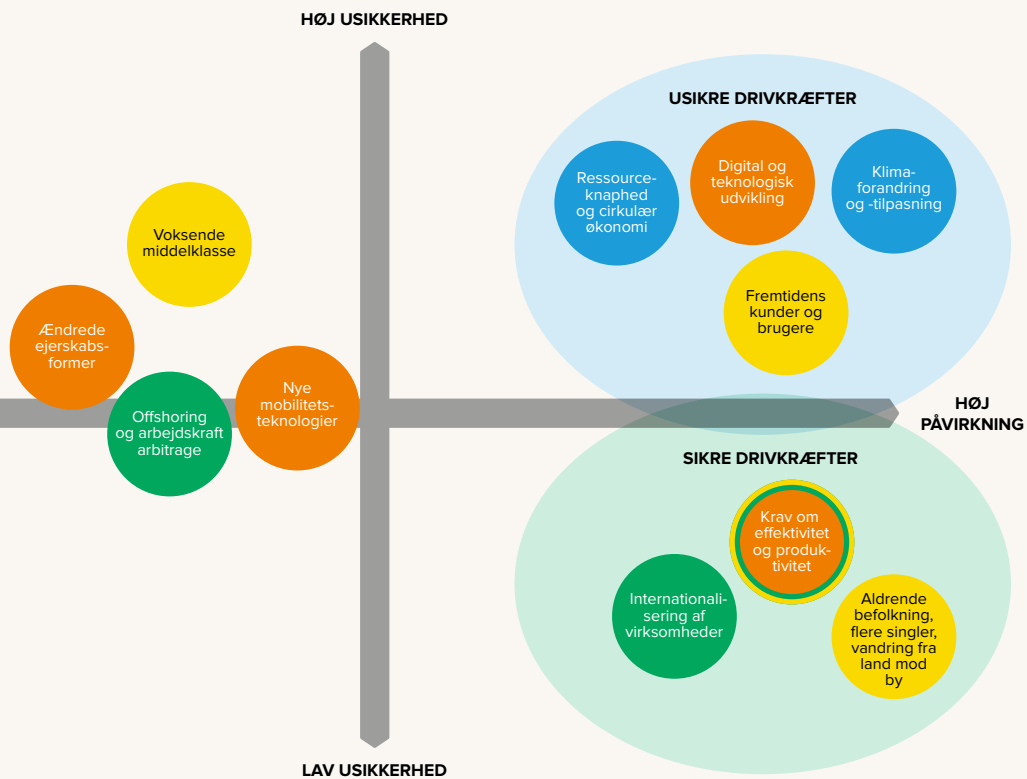 HØJ USIKKERHED
USIKRE DRIVKRÆFTER
Ressource-
knaphed
og cirkulær
økonomi
Digital og
teknologisk
udvikling
Klima-
forandring
og -tilpasning
Voksende
middelklasse
Fremtidens
kunder og
brugere
Ændrede
ejerskabs-
former
Nye
mobilitets-
teknologier
Offshoring
og arbejdskraft
arbitrage
HØJ
PÅVIRKNING
SIKRE DRIVKRÆFTER
Krav om
effektivitet
og produk-
tivitet
Internationali-
sering af
virksomheder
Aldrende
befolkning,
flere singler,
vandring fra
land mod
by
LAV USIKKERHED